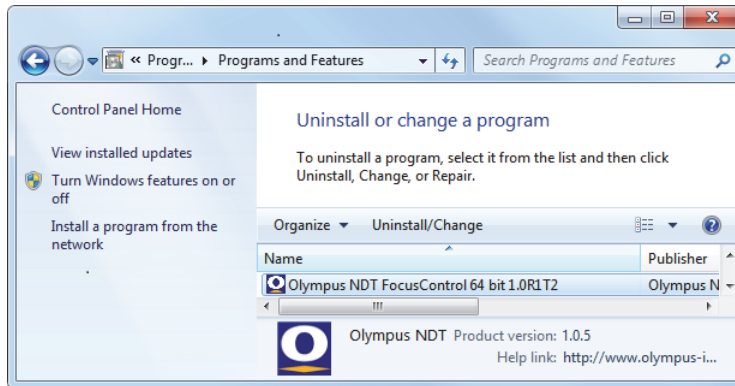 « Progr... ▸ Programs and Features
Search Programs and Features
Control Panel Home
View installed updates
Turn Windows features on or
off
Install a program from the
network
Uninstall or change a program
To uninstall a program, select it from the list and then click
Uninstall, Change, or Repair.
Organize Uninstall/Change
Name Publisher
Olympus NDT FocusControl 64 bit 1.0R1T2 Olympus N
Olympus NDT Product version: 1.0.5
Help link: http://www.olympus-i...